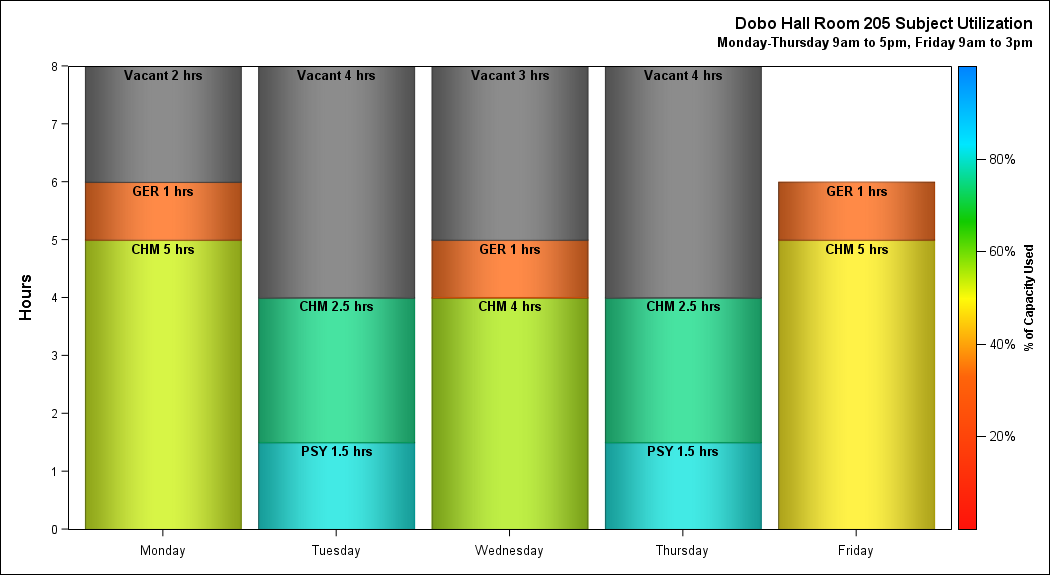 Dobo Hall Room 205 Subject Utilization
Monday-Thursday 9am to 5pm, Friday 9am to 3pm
Hours
8
7
6
5
4
3
2
1
0
Vacant 2 hrs
GER 1 hrs
CHM 5 hrs
Vacant 4 hrs
CHM 2.5 hrs
PSY 1.5 hrs
Vacant 3 hrs
GER 1 hrs
CHM 4 hrs
Vacant 4 hrs
CHM 2.5 hrs
PSY 1.5 hrs
GER 1 hrs
CHM 5 hrs
Monday
Tuesday
Wednesday
Thursday
Friday
80%
60%
40%
20%
% of Capacity Used